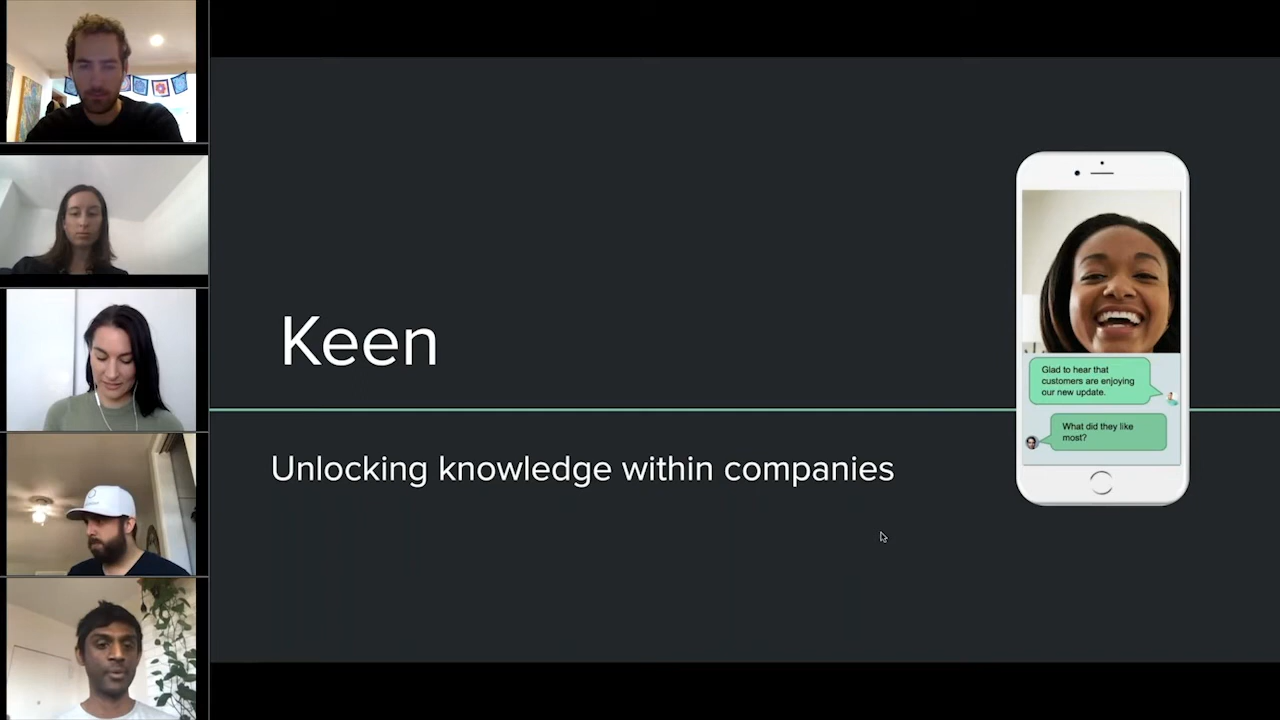 Keen
Unlocking knowledge within companies
Glad to hear that
customers are enjoying
our new update.
What did they like
most?